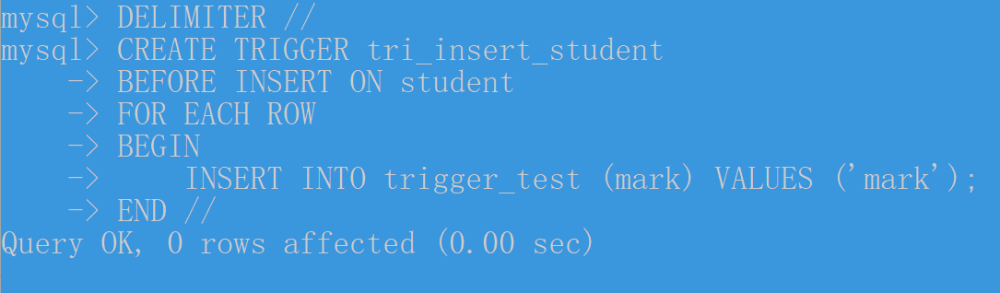 mysql> DELIMITER //
mysql> CREATE TRIGGER tri_insert_student
    -> BEFORE INSERT ON student
    -> FOR EACH ROW
    -> BEGIN
    ->     INSERT INTO trigger_test (mark) VALUES ('mark');
    -> END //
Query OK, 0 rows affected (0.00 sec)